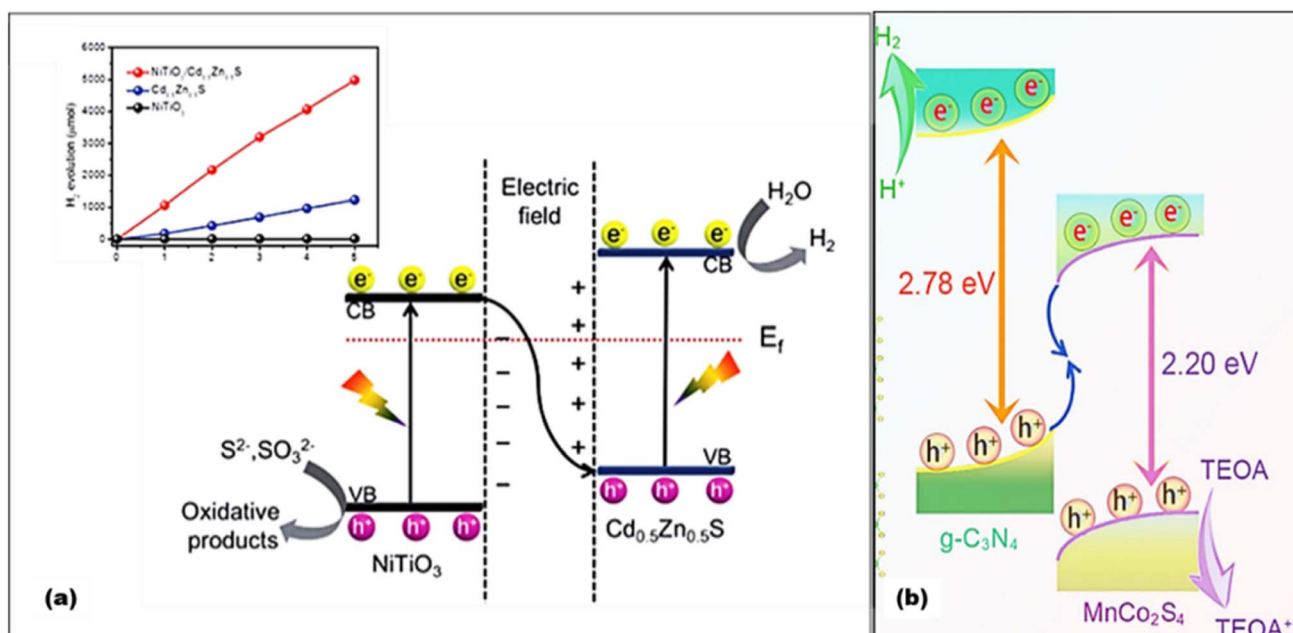 6000
5000
4000
3000
2000
1000
0
H₂ evolution (μmol)
NiTiO₃/Cd₀.₅Zn₀.₅S
Cd₀.₅Zn₀.₅S
NiTiO₃
0 1 2 3 4 5
Electric
field
H₂O
H₂
e⁻ e⁻ e⁻
CB
e⁻ e⁻ e⁻
CB
E_f
+ + + + + +
− − − − − −
S²⁻,SO₃²⁻
Oxidative
products
VB
h⁺ h⁺ h⁺
NiTiO₃
VB
h⁺ h⁺ h⁺
Cd₀.₅Zn₀.₅S
(a)
H₂
H⁺
e⁻ e⁻ e⁻
e⁻ e⁻ e⁻
2.78 eV
2.20 eV
h⁺ h⁺ h⁺
g-C₃N₄
h⁺ h⁺ h⁺
TEOA
MnCo₂S₄
TEOA⁺
(b)